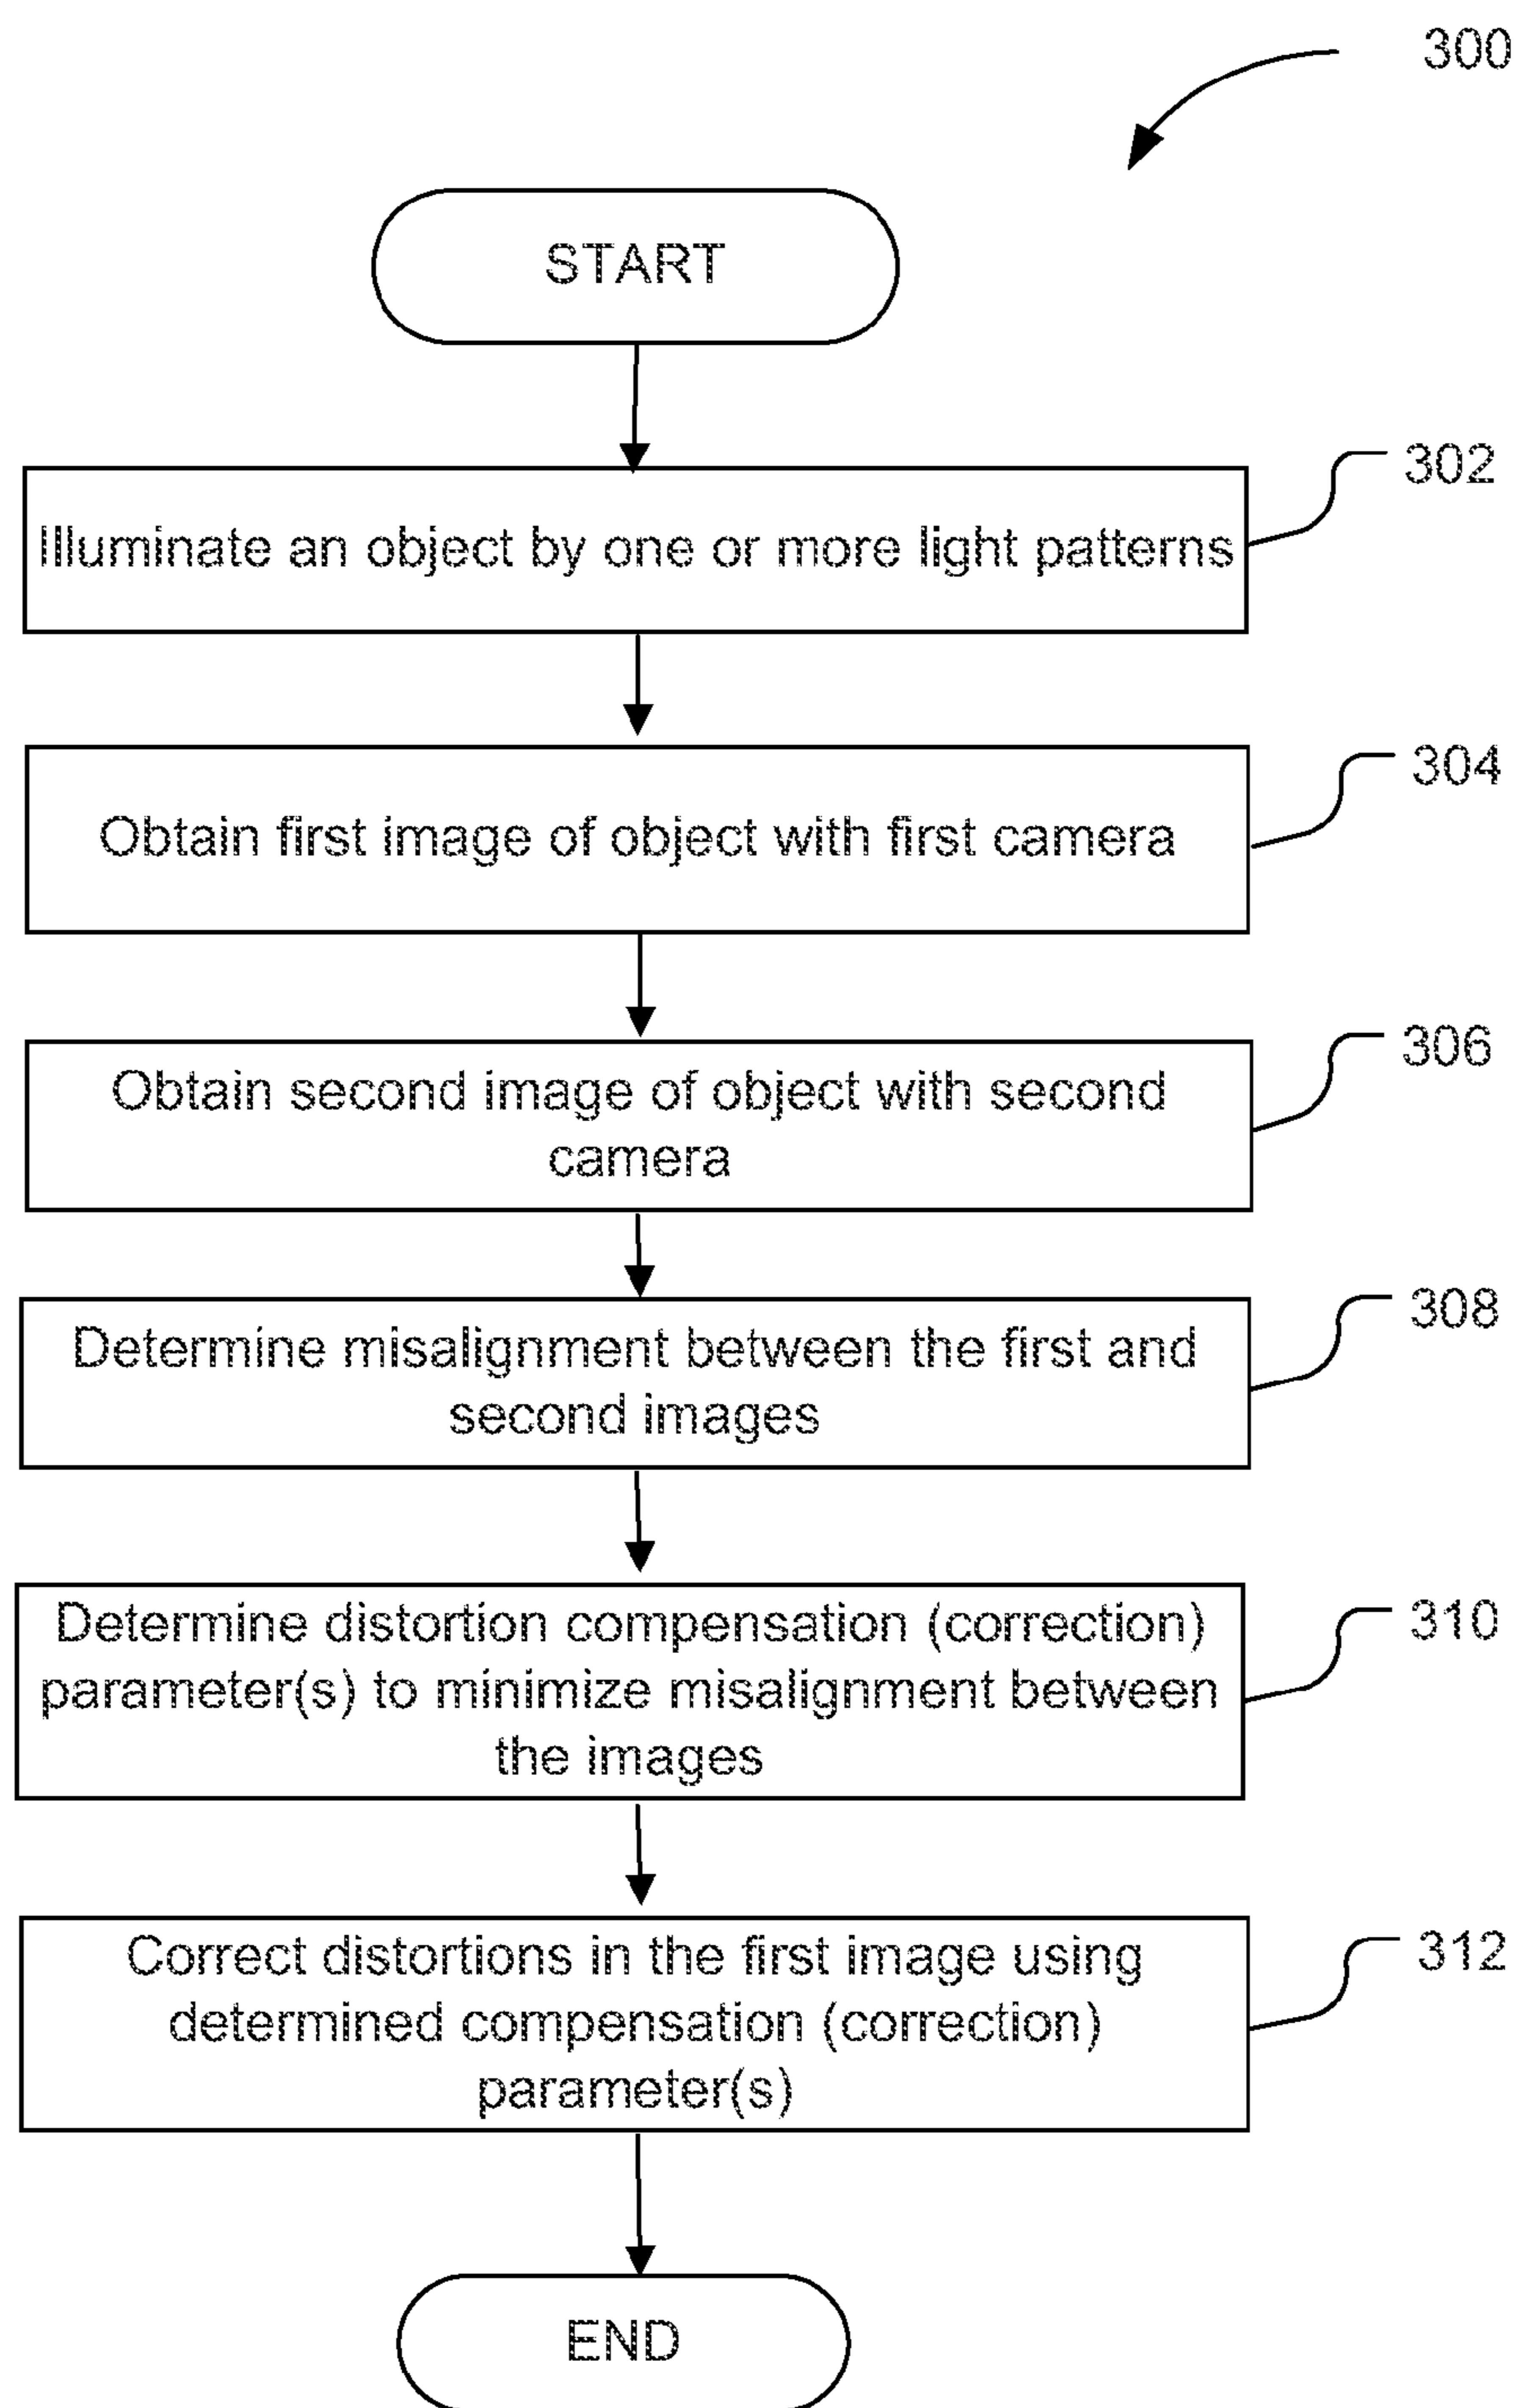 300
START
302
Illuminate an object by one or more light patterns
304
Obtain first image of object with first camera
306
Obtain second image of object with second
camera
308
Determine misalignment between the first and
second images
310
Determine distortion compensation (correction)
parameter(s) to minimize misalignment between
the images
312
Correct distortions in the first image using
determined compensation (correction)
parameter(s)
END